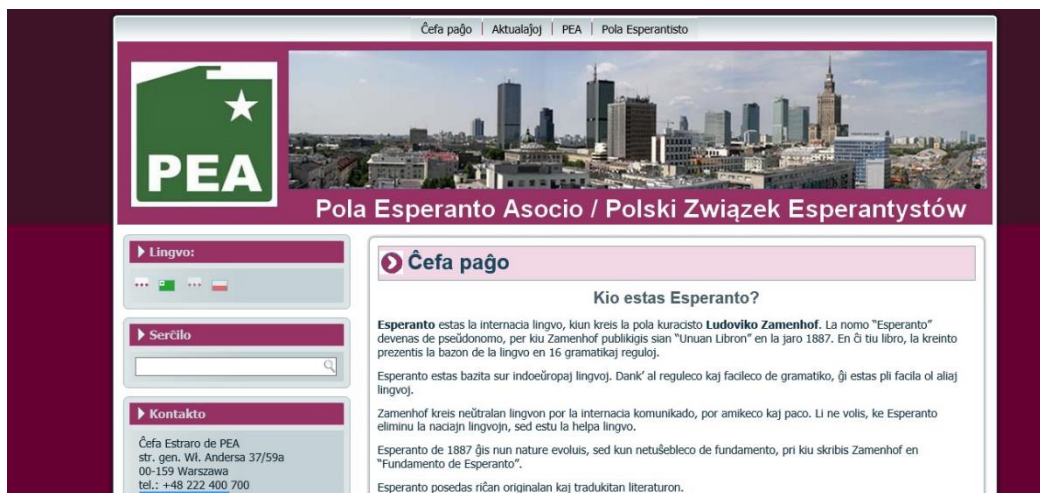 Ĉefa paĝo | Aktualaĵoj | PEA | Pola Esperantisto
PEA
Pola Esperanto Asocio / Polski Związek Esperantystów
Lingvo:
Serĉilo
Kontakto
Ĉefa Estraro de PEA
str. gen. Wł. Andersa 37/59a
00-159 Warszawa
tel.: +48 222 400 700
Ĉefa paĝo
Kio estas Esperanto?
Esperanto estas la internacia lingvo, kiun kreis la pola kuracisto Ludoviko Zamenhof. La nomo "Esperanto"
devenas de pseŭdonomo, per kiu Zamenhof publikigis sian "Unuan Libron" en la jaro 1887. En ĉi tiu libro, la kreinto
prezentis la bazon de la lingvo en 16 gramatikaj reguloj.
Esperanto estas bazita sur indoeŭropaj lingvoj. Dank' al reguleco kaj facileco de gramatiko, ĝi estas pli facila ol aliaj
lingvoj.
Zamenhof kreis neŭtralan lingvon por la internacia komunikado, por amikeco kaj paco. Li ne volis, ke Esperanto
eliminu la naciajn lingvojn, sed estu la helpa lingvo.
Esperanto de 1887 ĝis nun nature evoluis, sed kun netuŝebleco de fundamento, pri kiu skribis Zamenhof en
"Fundamento de Esperanto".
Esperanto posedas riĉan originalan kaj tradukitan literaturon.